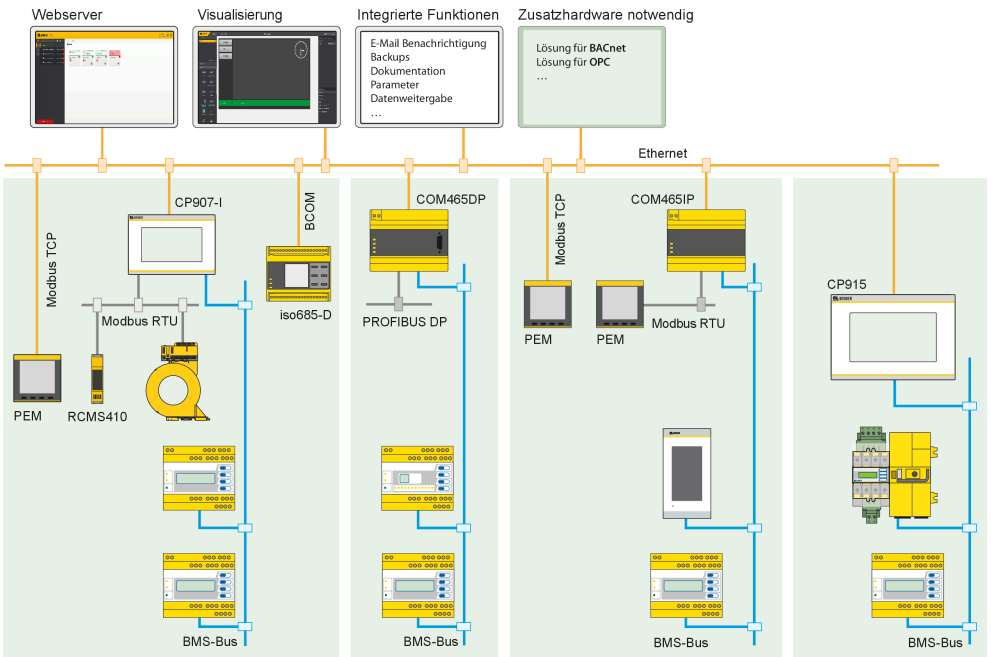 Webserver
Visualisierung
Integrierte Funktionen
Zusatzhardware notwendig
E-Mail Benachrichtigung
Backups
Dokumentation
Parameter
Datenweitergabe
...
Lösung für BACnet
Lösung für OPC
...
Ethernet
Modbus TCP
CP907-I
BCOM
COM465DP
Modbus TCP
COM465IP
CP915
BENDER
Modbus RTU
iso685-D
PROFIBUS DP
Modbus RTU
PEM
PEM
PEM
RCMS410
BMS-Bus
BMS-Bus
BMS-Bus
BMS-Bus